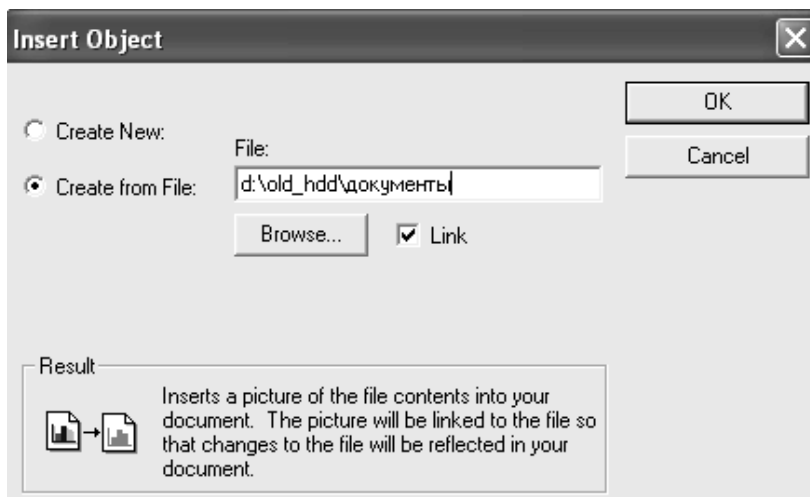 Insert Object
OK
Create New:
File:
Cancel
Create from File:
d:\old_hdd\документы
Browse...
Link
Result
Inserts a picture of the file contents into your
document. The picture will be linked to the file so
that changes to the file will be reflected in your
document.